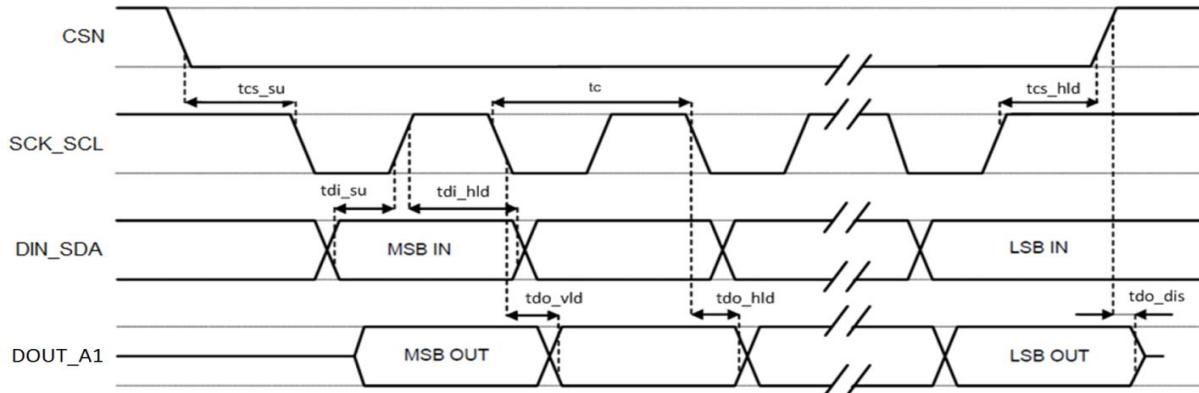 CSN
tcs_su
tc
tcs_hld
SCK_SCL
tdi_su
tdi_hld
DIN_SDA
MSB IN
LSB IN
tdo_vld
tdo_hld
tdo_dis
DOUT_A1
MSB OUT
LSB OUT